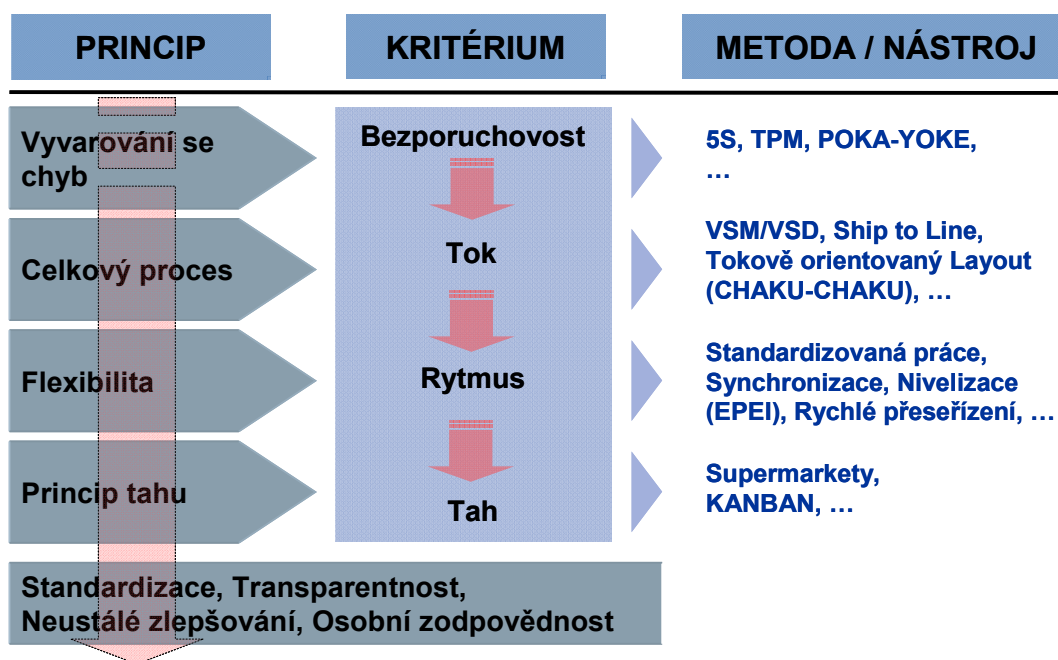 PRINCIP
KRITÉRIUM
METODA / NÁSTROJ
Vyvarování se
chyb
Bezporuchovost
5S, TPM, POKA-YOKE,
…
Celkový proces
Tok
VSM/VSD, Ship to Line,
Tokově orientovaný Layout
(CHAKU-CHAKU), …
Flexibilita
Rytmus
Standardizovaná práce,
Synchronizace, Nivelizace
(EPEI), Rychlé přeseřízení, …
Princip tahu
Tah
Supermarkety,
KANBAN, …
Standardizace, Transparentnost,
Neustálé zlepšování, Osobní zodpovědnost